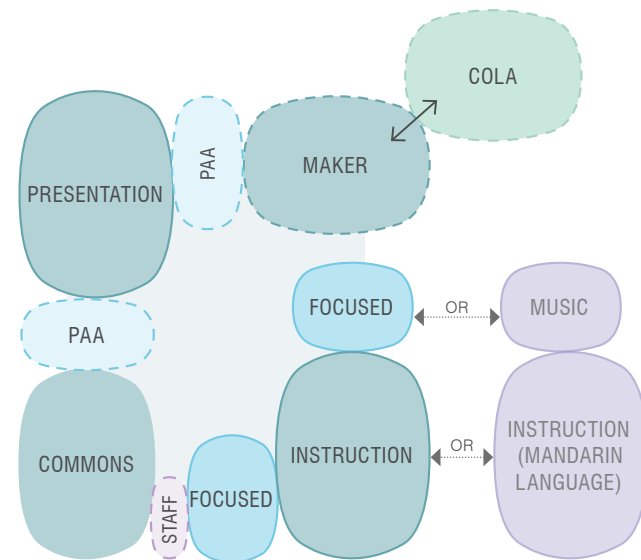 COLA
PAA
MAKER
PRESENTATION
FOCUSED
OR
MUSIC
PAA
COMMONS
INSTRUCTION
OR
INSTRUCTION
(MANDARIN
LANGUAGE)
STAFF
FOCUSED